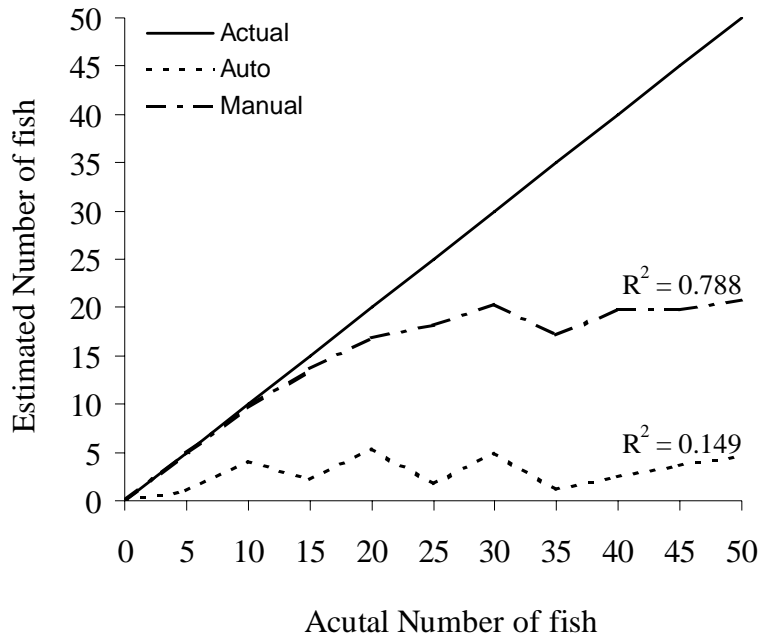 50
45
40
35
30
25
20
15
10
5
0
Estimated Number of fish
Actual
Auto
Manual
R² = 0.788
R² = 0.149
0 5 10 15 20 25 30 35 40 45 50
Acutal Number of fish